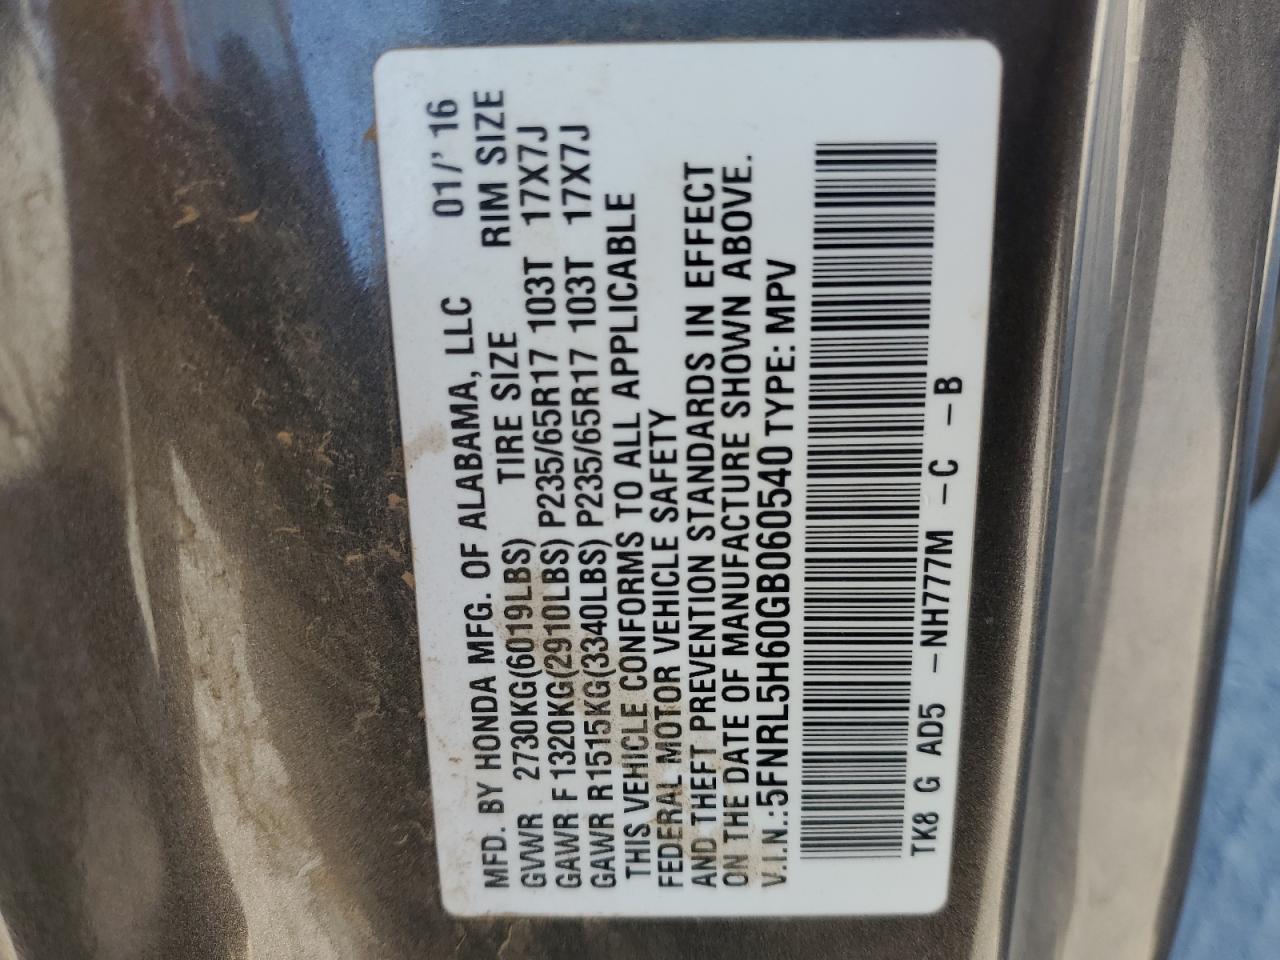 MFD. BY HONDA MFG. OF ALABAMA, LLC 01/' 16
GVWR 2730KG(6019LBS) TIRE SIZE RIM SIZE
GAWR F 1320KG(2910LBS) P235/65R17 103T 17X7J
GAWR R1515KG(3340LBS) P235/65R17 103T 17X7J
THIS VEHICLE CONFORMS TO ALL APPLICABLE
FEDERAL MOTOR VEHICLE SAFETY
AND THEFT PREVENTION STANDARDS IN EFFECT
ON THE DATE OF MANUFACTURE SHOWN ABOVE.
V.I.N.:5FNRL5H60GB060540 TYPE: MPV
TK8 G AD5 -NH777M -C -B